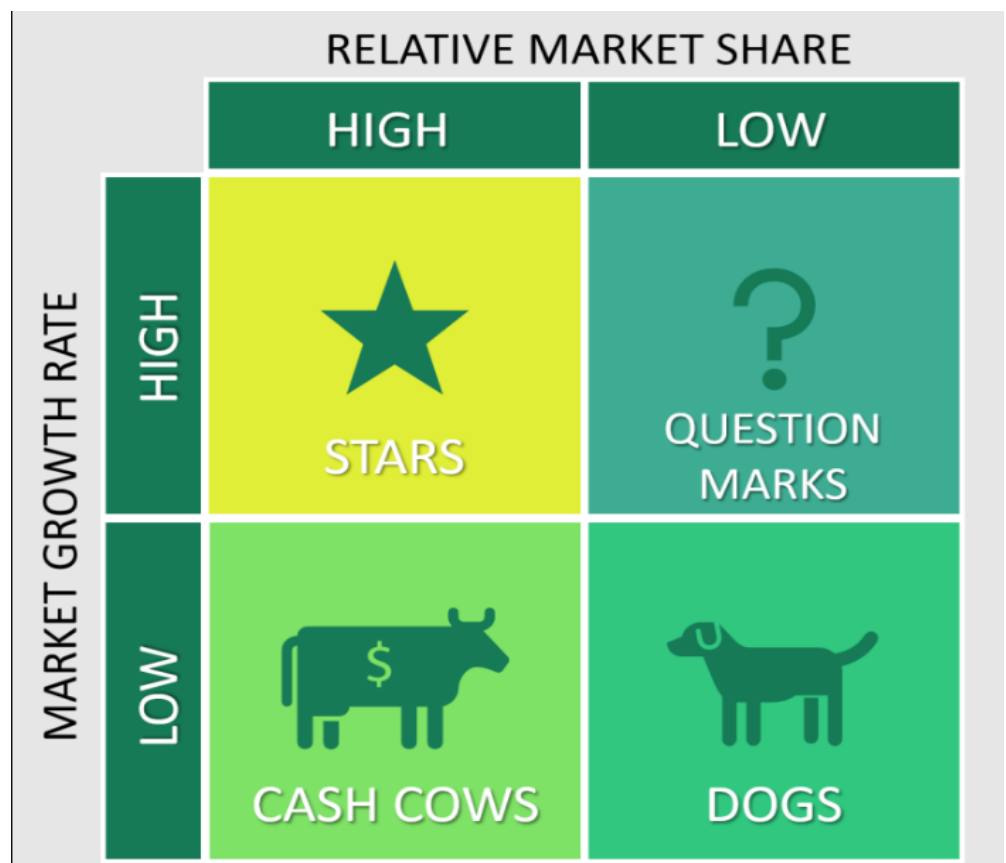 RELATIVE MARKET SHARE
HIGH LOW
MARKET GROWTH RATE
HIGH
STARS
QUESTION
MARKS
LOW
$
CASH COWS
DOGS